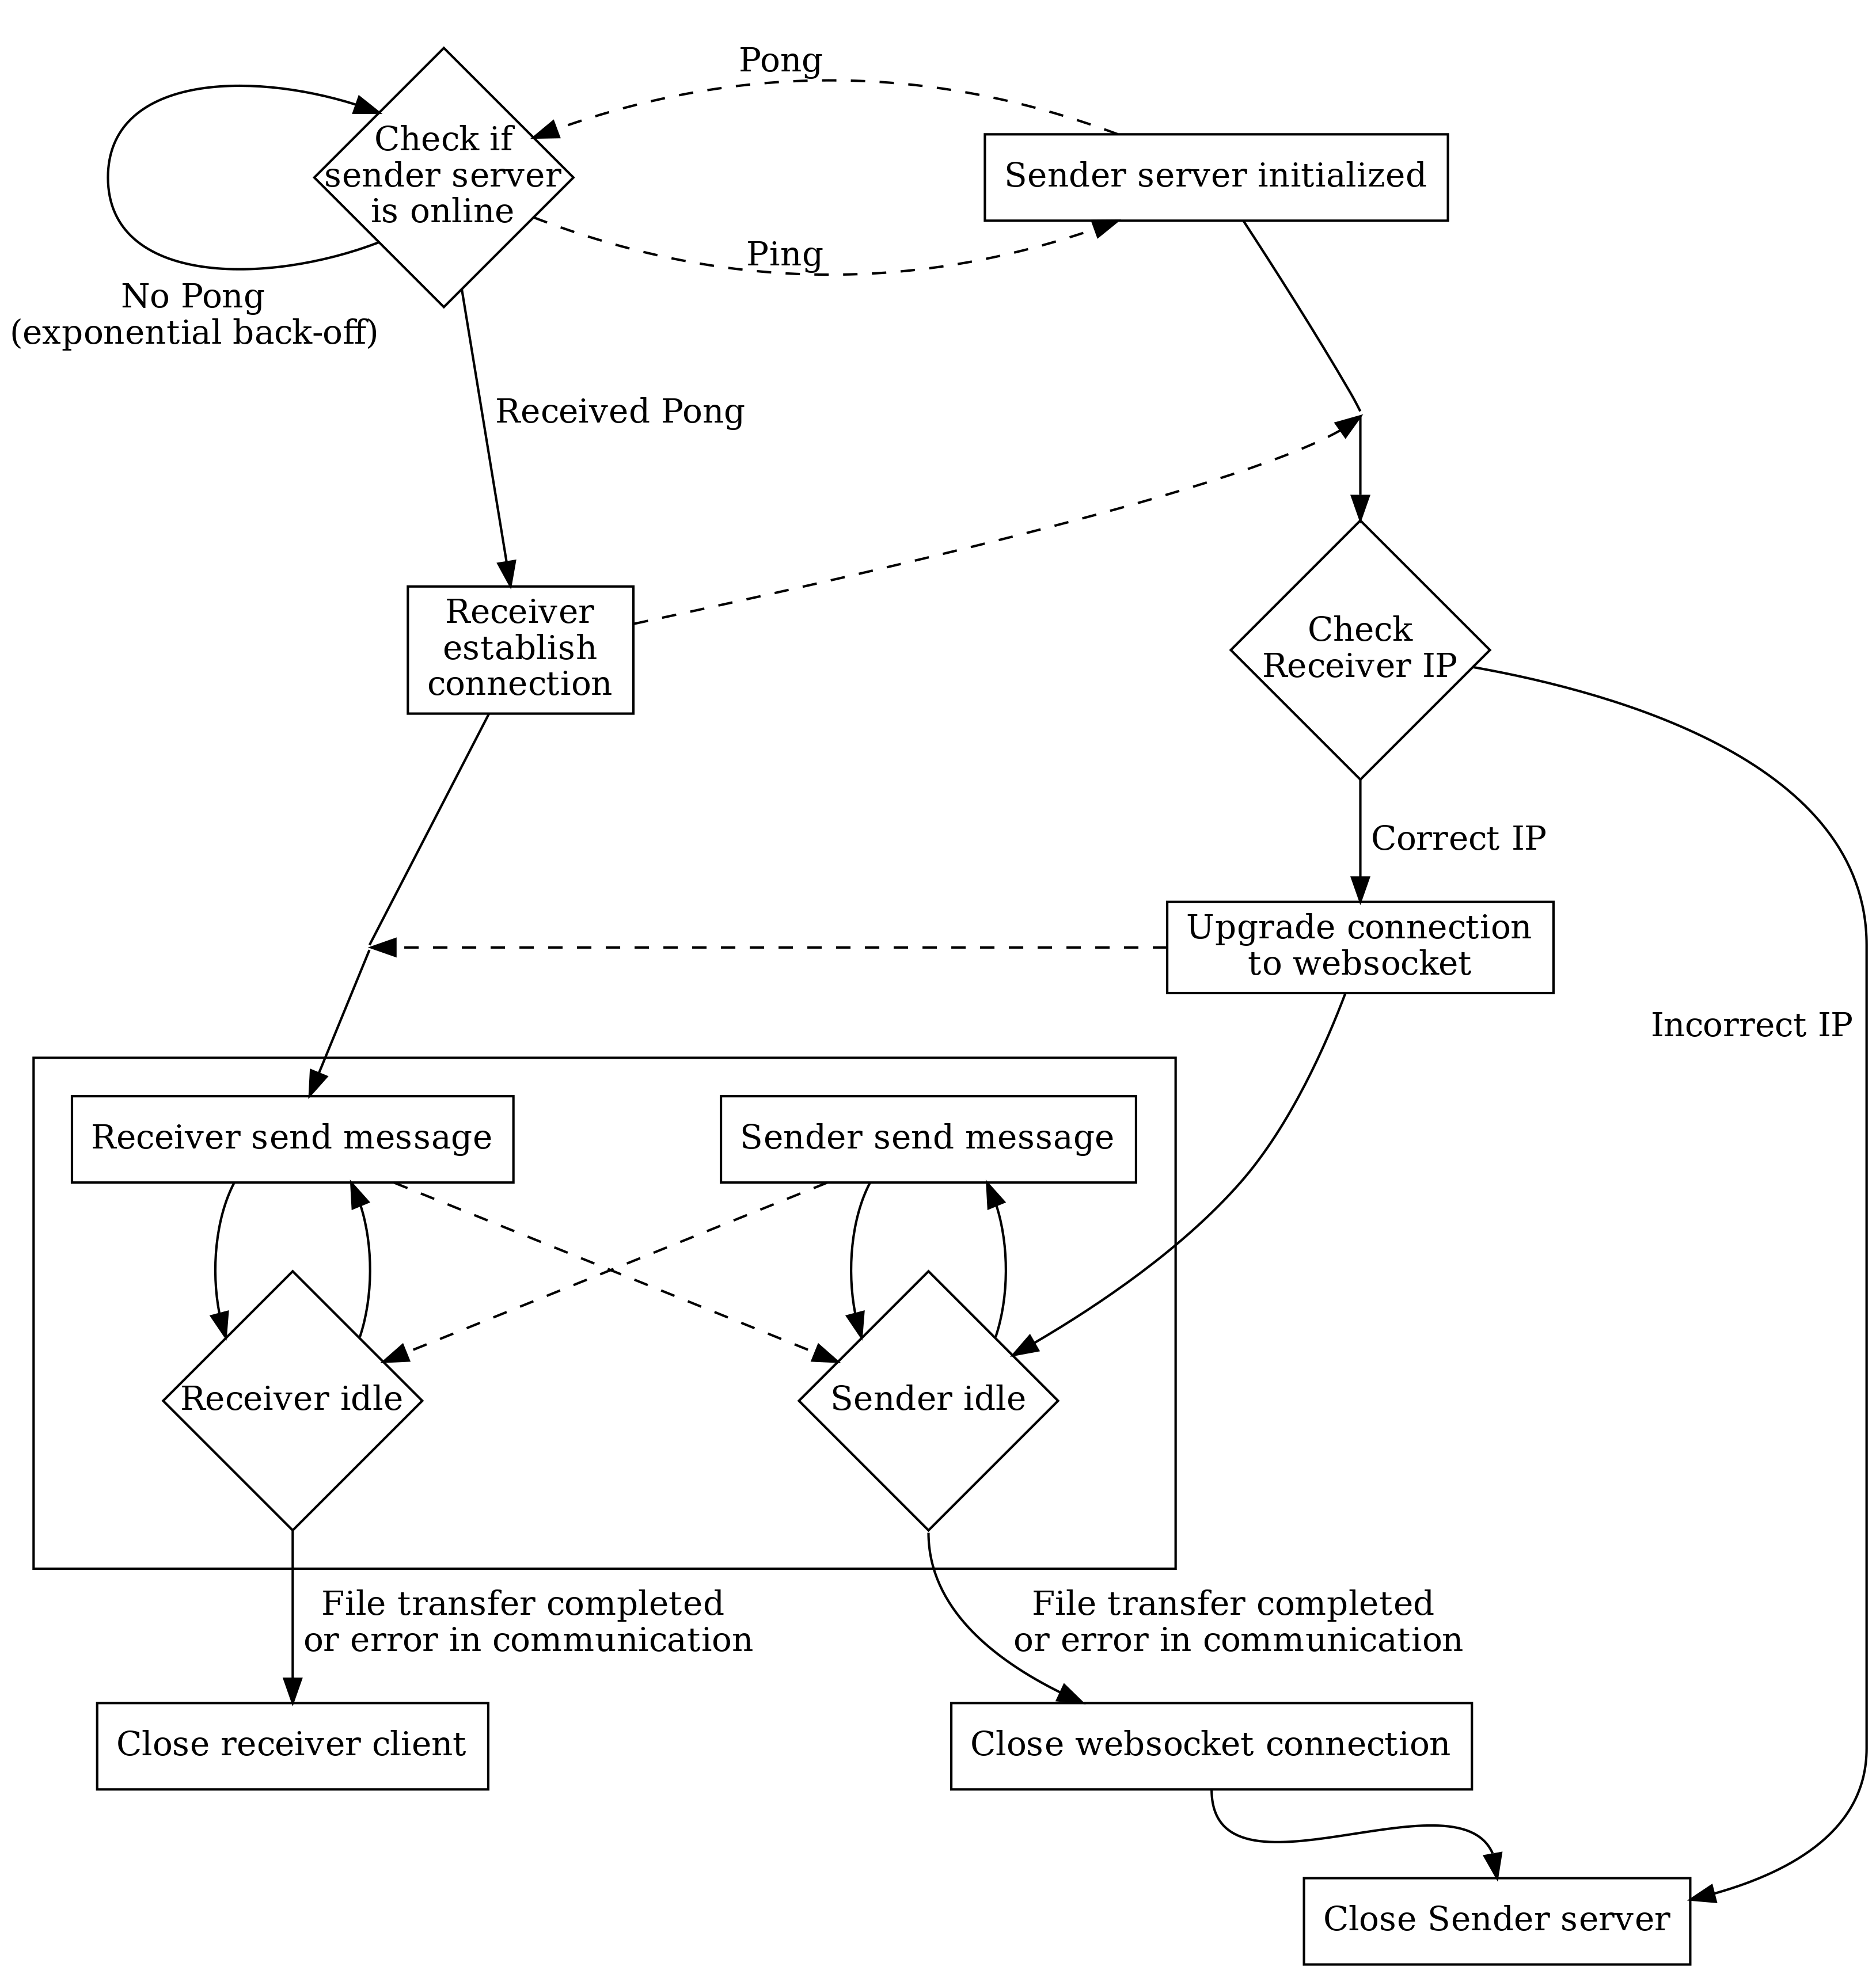 Pong
Check if
sender server
is online
Sender server initialized
Ping
No Pong
(exponential back-off)
Received Pong
Receiver
establish
connection
Check
Receiver IP
Correct IP
Upgrade connection
to websocket
Incorrect IP
Receiver send message
Sender send message
Receiver idle
Sender idle
File transfer completed
or error in communication
File transfer completed
or error in communication
Close receiver client
Close websocket connection
Close Sender server